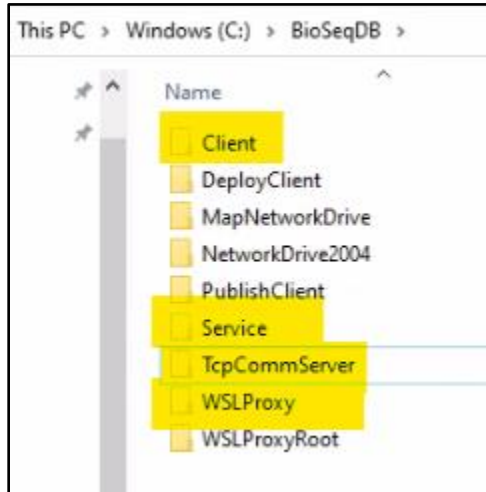 This PC > Windows (C:) > BioSeqDB >
Name
Client
DeployClient
MapNetworkDrive
NetworkDrive2004
PublishClient
Service
TcpCommServer
WSLProxy
WSLProxyRoot